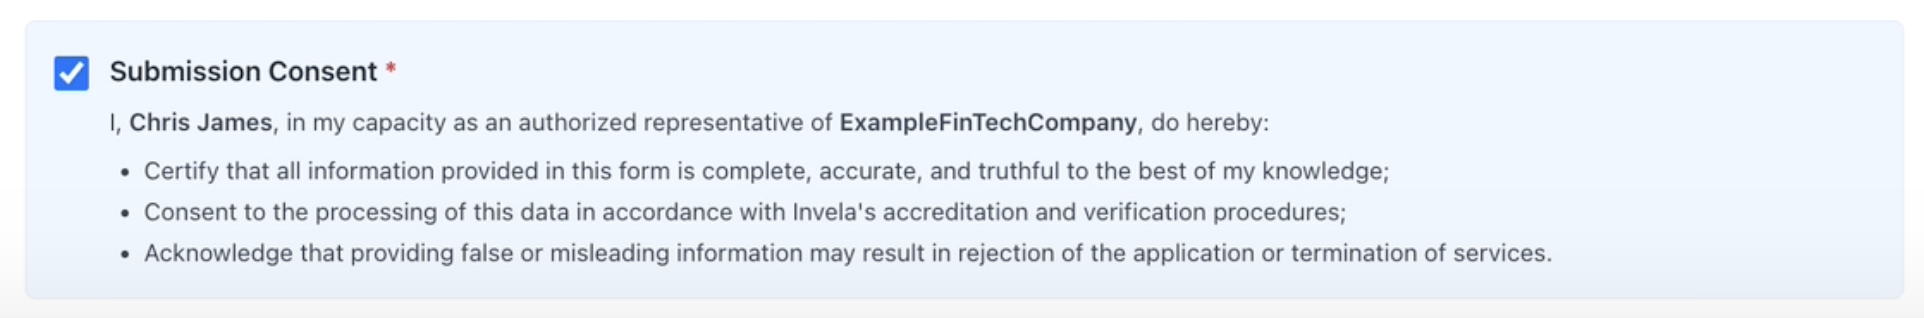 Submission Consent *
I, Chris James, in my capacity as an authorized representative of ExampleFinTechCompany, do hereby:
• Certify that all information provided in this form is complete, accurate, and truthful to the best of my knowledge;
• Consent to the processing of this data in accordance with Invela's accreditation and verification procedures;
• Acknowledge that providing false or misleading information may result in rejection of the application or termination of services.